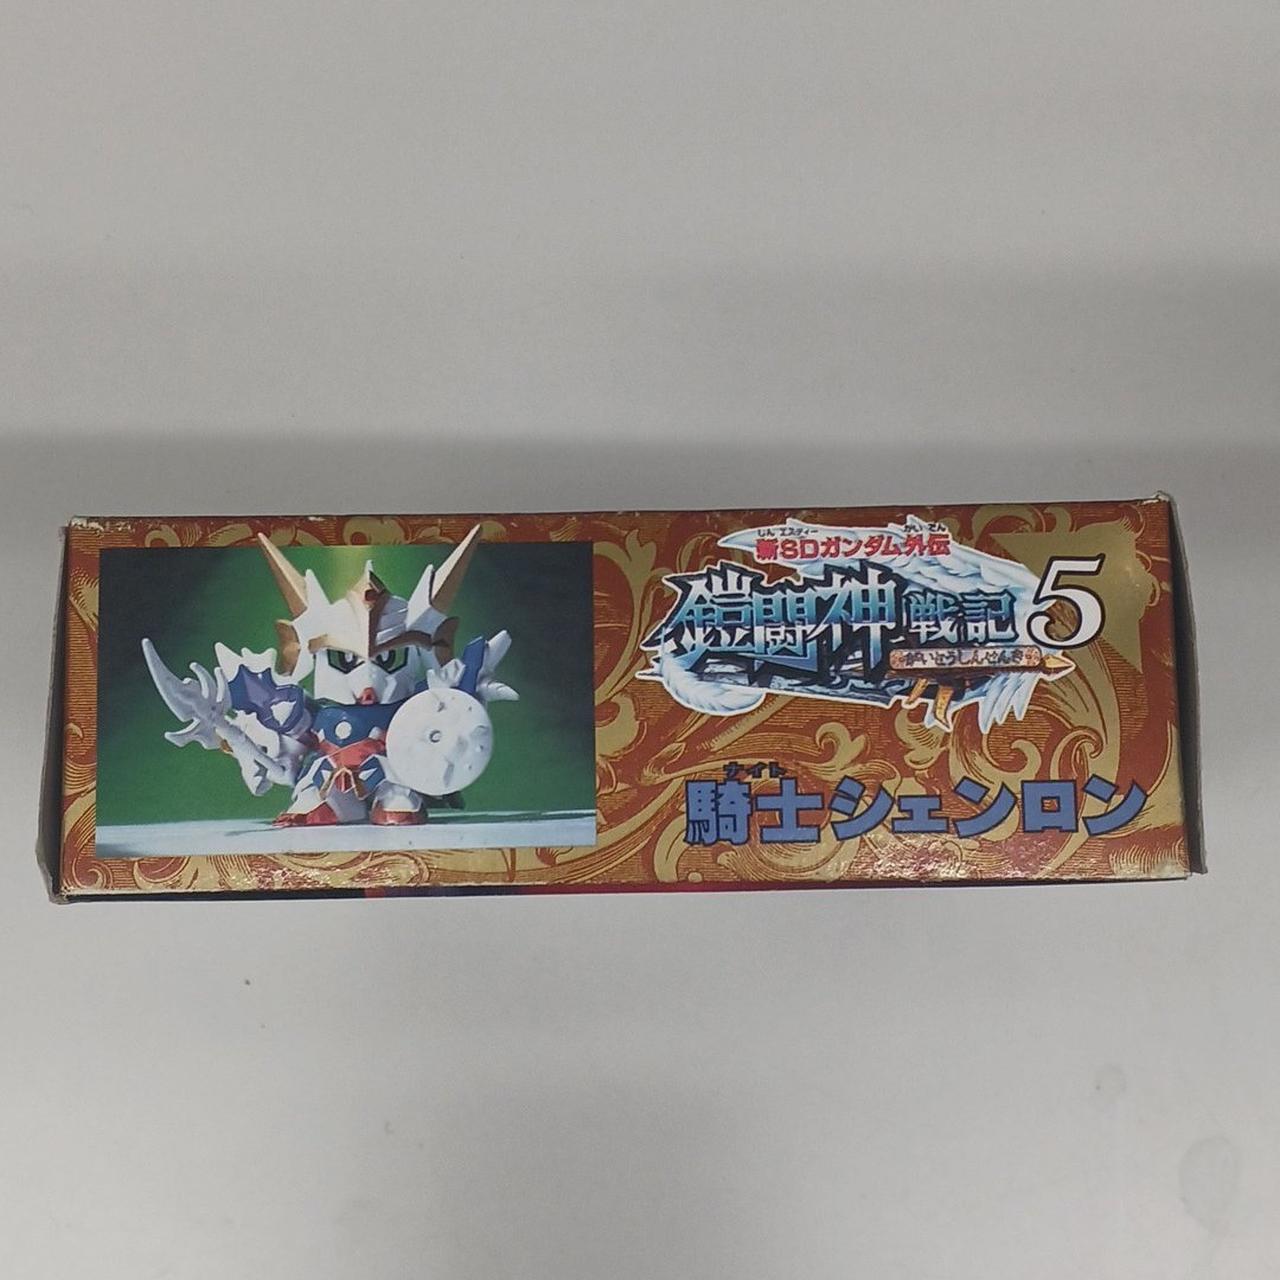 しん エスディー がいでん
新SDガンダム外伝
鎧闘神戦記5
がいとうしんせんき
ナイト
騎士シェンロン